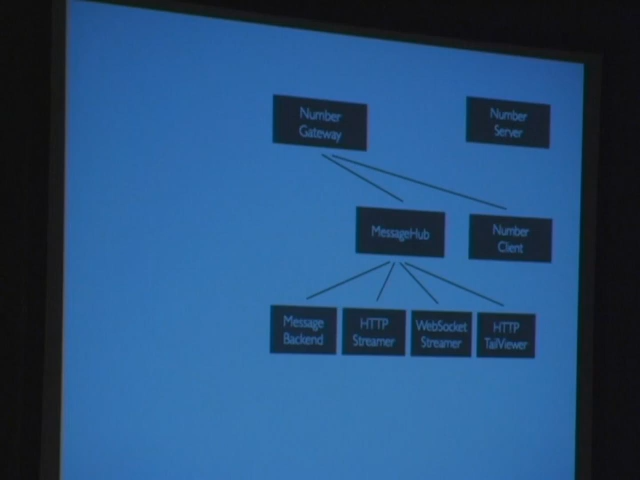 Number
Gateway
Number
Server
MessageHub
Number
Client
Message
Backend
HTTP
Streamer
WebSocket
Streamer
HTTP
TailViewer